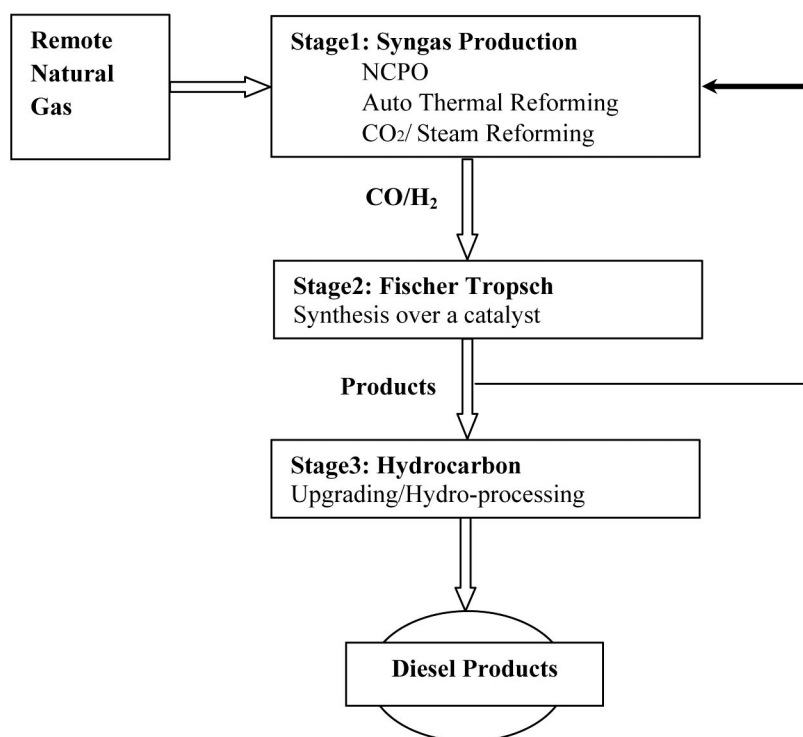 Remote
Natural
Gas
Stage1: Syngas Production
NCPO
Auto Thermal Reforming
CO₂/ Steam Reforming
CO/H₂
Stage2: Fischer Tropsch
Synthesis over a catalyst
Products
Stage3: Hydrocarbon
Upgrading/Hydro-processing
Diesel Products